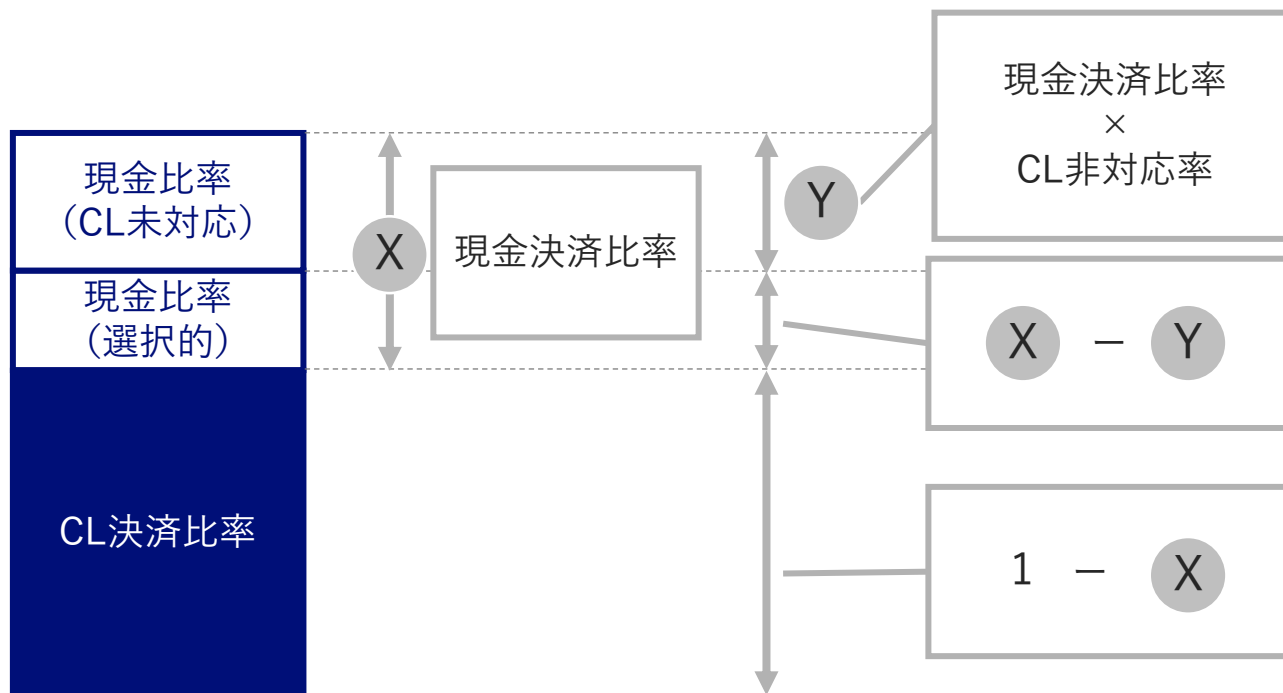 現金比率
（CL未対応）
現金比率
（選択的）
CL決済比率
X
現金決済比率
Y
現金決済比率
×
CL非対応率
X － Y
1 － X